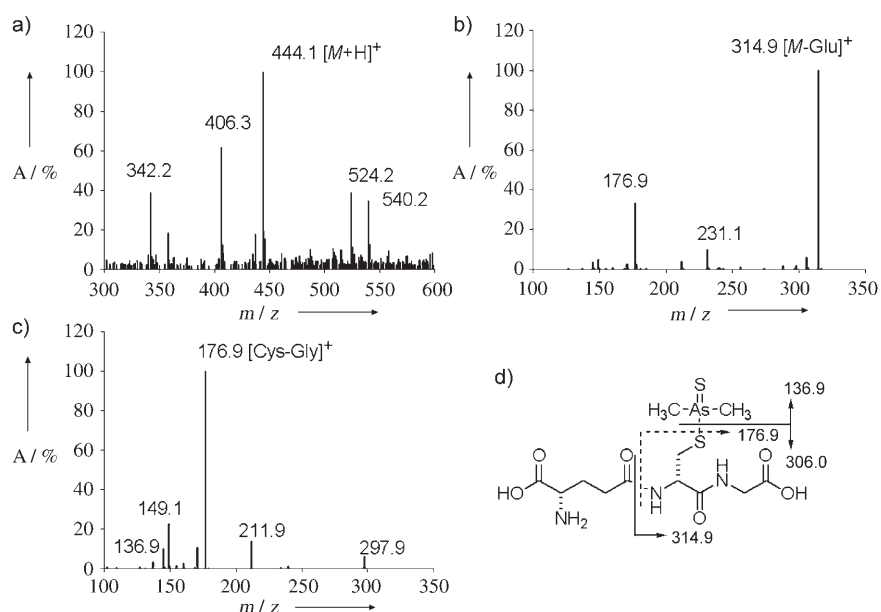 a)
120
100
80
60
40
20
0
A / %
444.1 [M+H]⁺
406.3
342.2
524.2
540.2
300 400 500 600
m / z
b)
120
100
80
60
40
20
0
A / %
314.9 [M-Glu]⁺
176.9
231.1
100 150 200 250 300 350
m / z
c)
120
100
80
60
40
20
0
A / %
176.9 [Cys-Gly]⁺
149.1
136.9
211.9
297.9
100 150 200 250 300 350
m / z
d)
S
H₃C As CH₃
136.9
S
176.9
306.0
O O
HO N H
NH₂
O
H N
O
OH
314.9